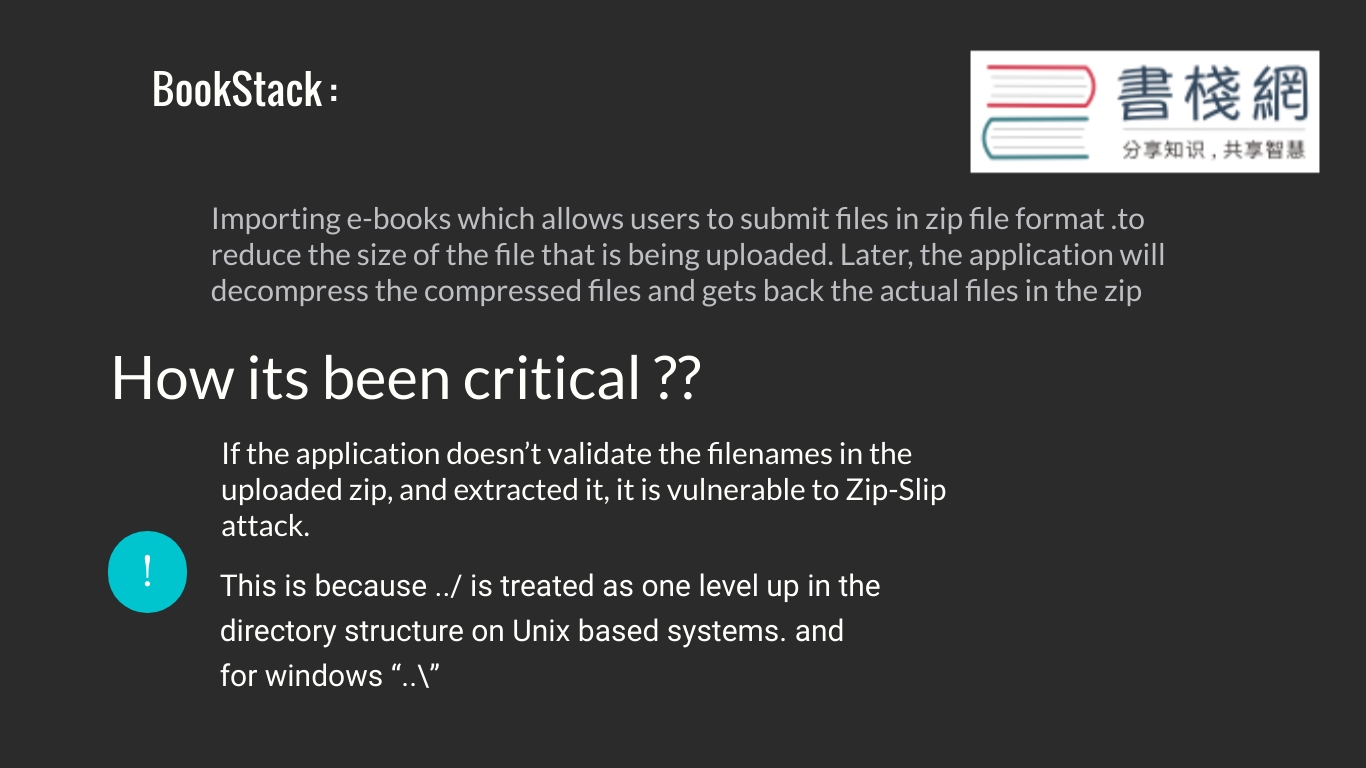 BookStack :
書棧網
分享知识 , 共享智慧
Importing e-books which allows users to submit files in zip file format .to
reduce the size of the file that is being uploaded. Later, the application will
decompress the compressed files and gets back the actual files in the zip
How its been critical ??
If the application doesn’t validate the filenames in the
uploaded zip, and extracted it, it is vulnerable to Zip-Slip
attack.
!
This is because ../ is treated as one level up in the
directory structure on Unix based systems. and
for windows “..\”